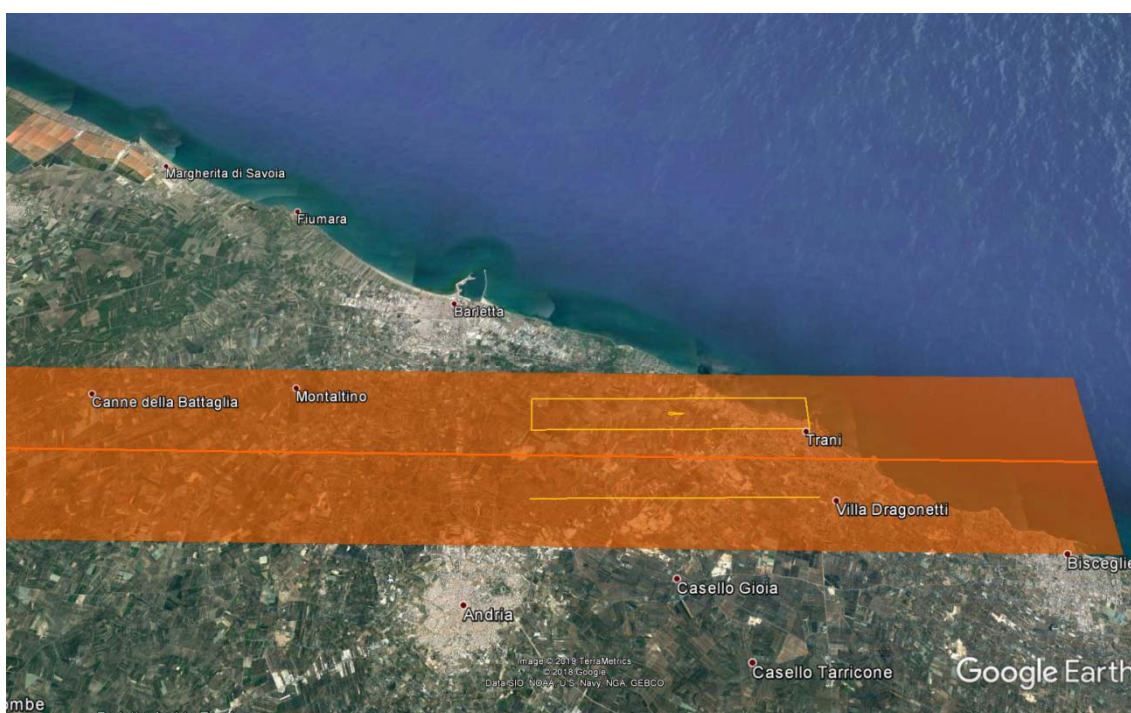 Margherita di Savoia
Fiumara
Barletta
Canne della Battaglia
Montaltino
Trani
Villa Dragonetti
Bisceglie
Casello Gioia
Andria
Casello Tarricone
Image © 2019 TerraMetrics
© 2018 Google
Data SIO, NOAA, U.S. Navy, NGA, GEBCO
Google Earth
ombe